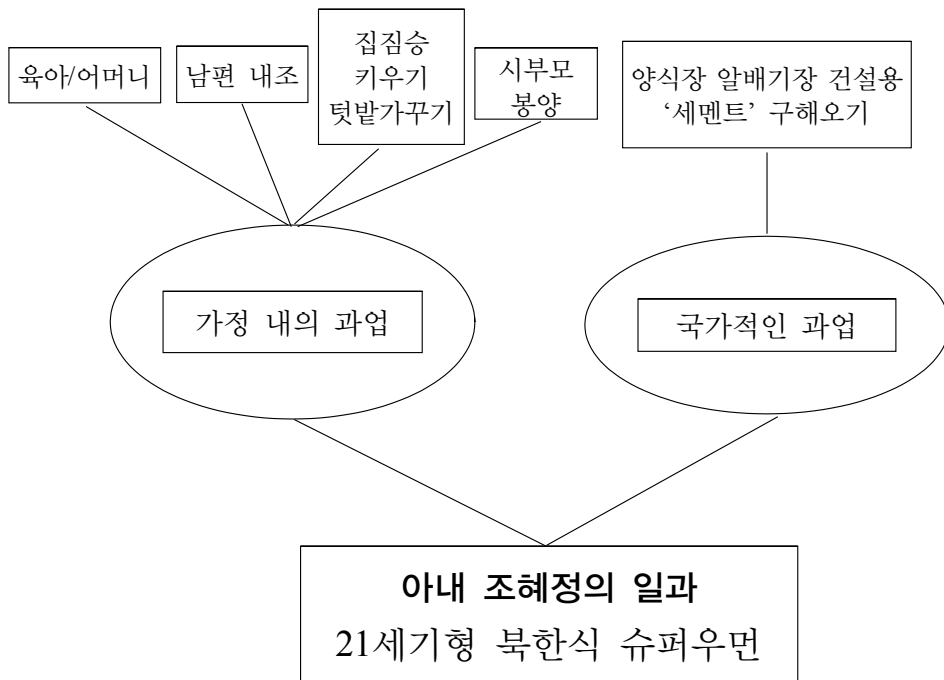 육아/어머니
남편 내조
집짐승
키우기
텃밭가꾸기
시부모
봉양
양식장 알배기장 건설용
‘세멘트’ 구해오기
가정 내의 과업
국가적인 과업
아내 조혜정의 일과
21세기형 북한식 슈퍼우먼